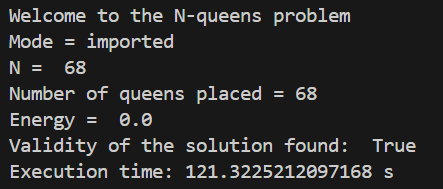 Welcome to the N-queens problem
Mode = imported
N =  68
Number of queens placed = 68
Energy =  0.0
Validity of the solution found:  True
Execution time: 121.3225212097168 s